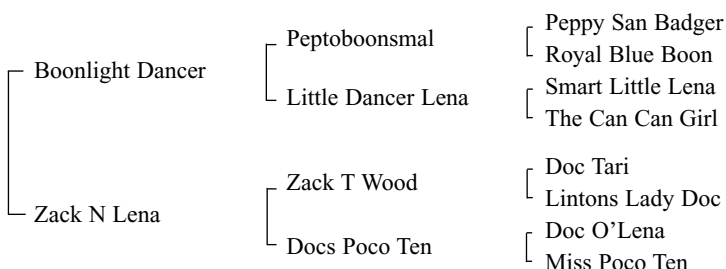 Peppy San Badger
Peptoboonsmal
Royal Blue Boon
Boonlight Dancer
Smart Little Lena
Little Dancer Lena
The Can Can Girl
Doc Tari
Zack T Wood
Lintons Lady Doc
Zack N Lena
Doc O’Lena
Docs Poco Ten
Miss Poco Ten